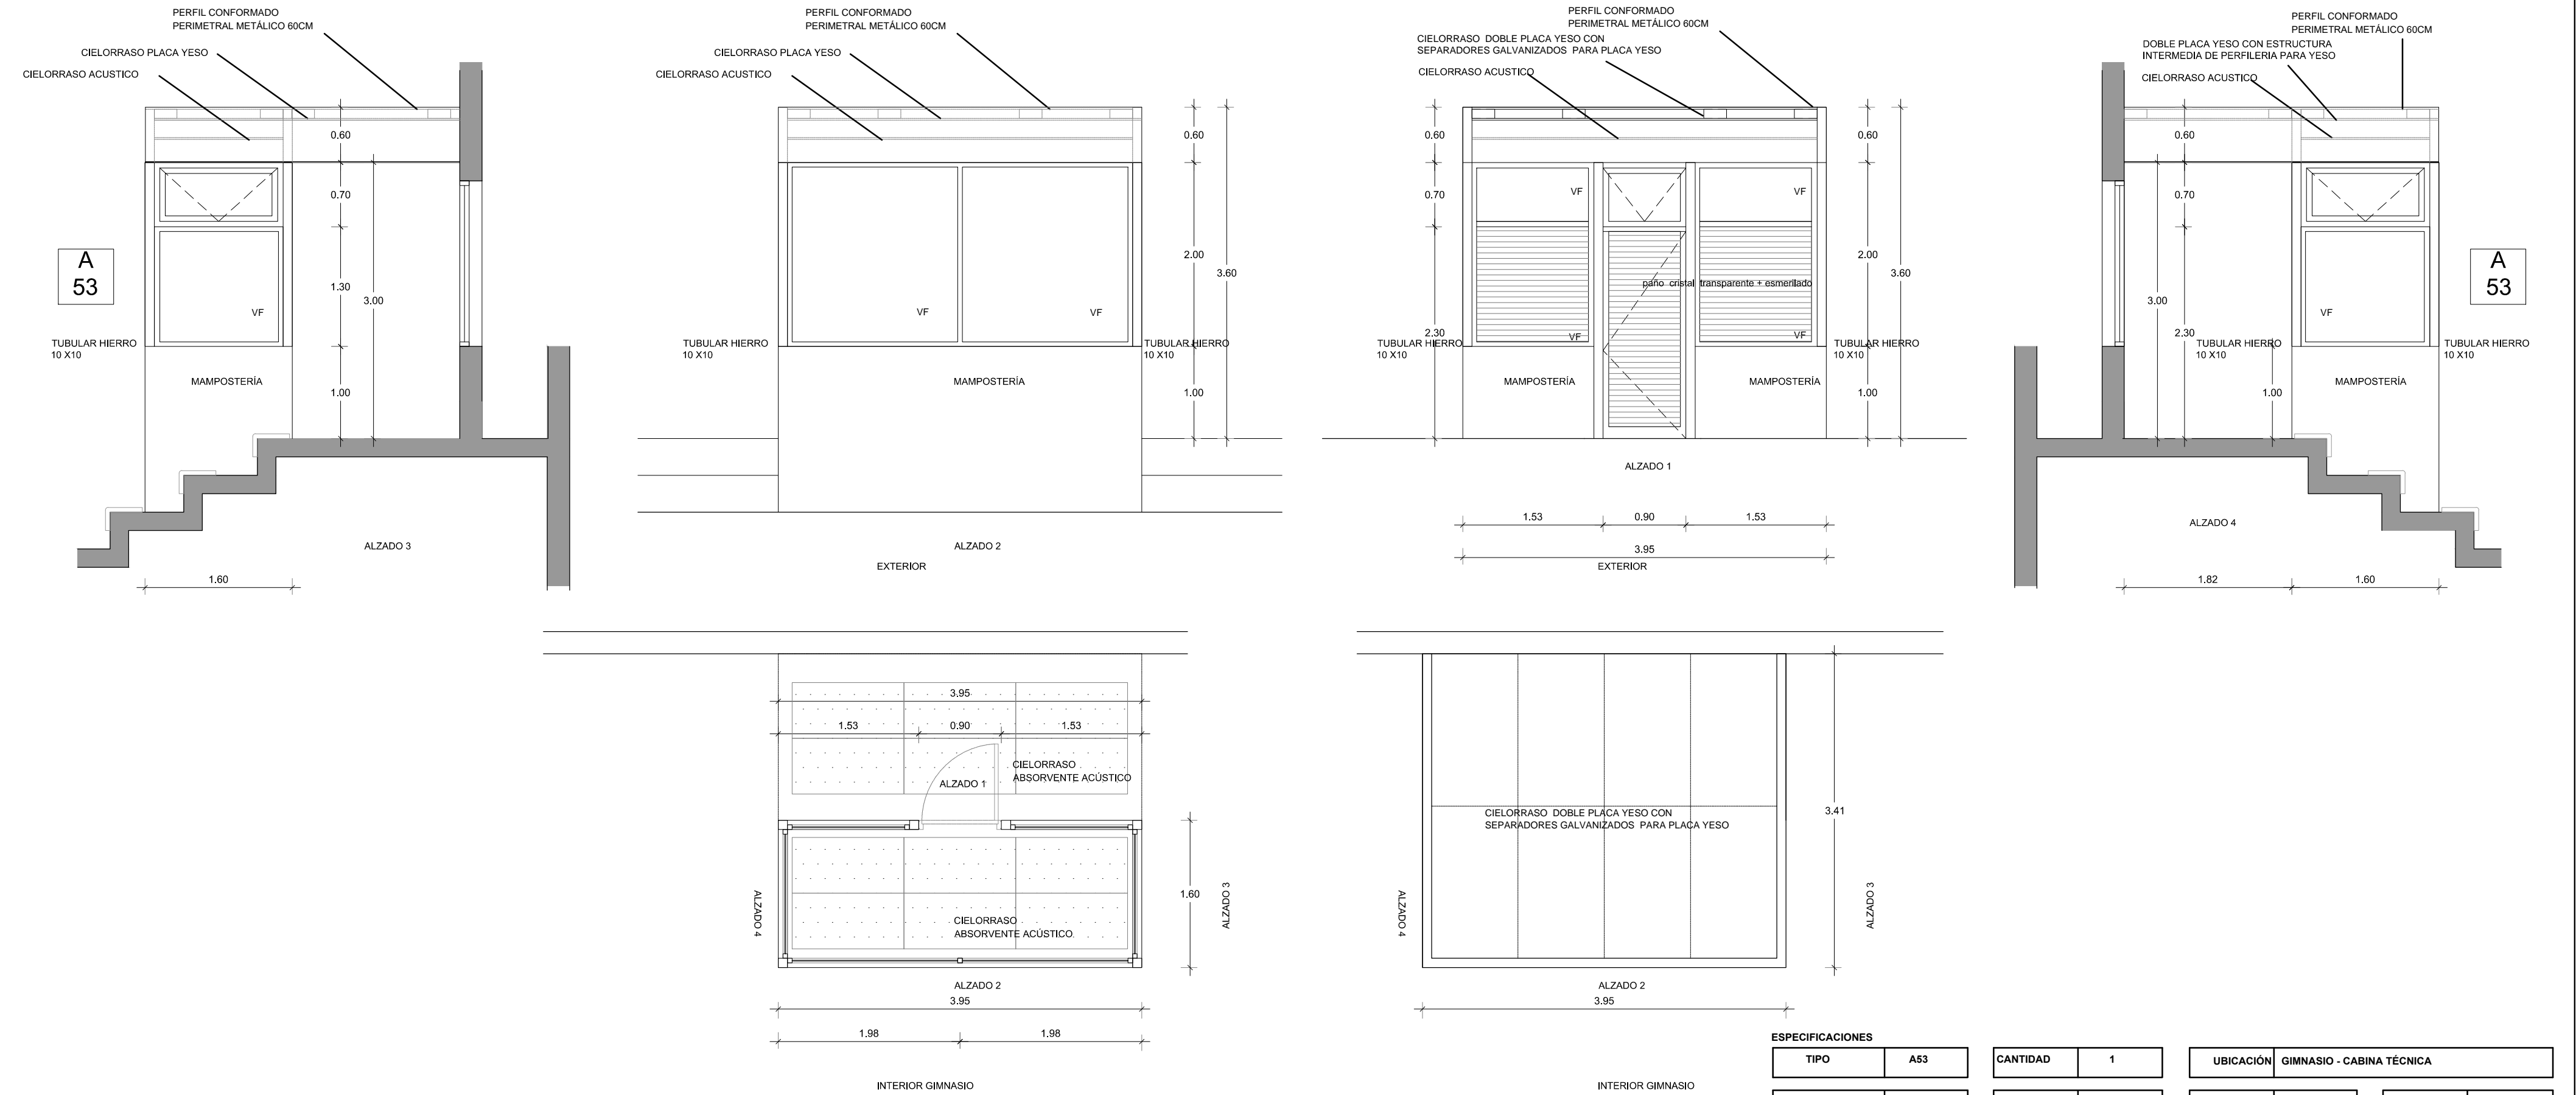 PERFIL CONFORMADO
PERIMETRAL METÁLICO 60CM
CIELORRASO PLACA YESO
CIELORRASO ACUSTICO
0.60
0.70
1.30
3.00
1.00
A
53
VF
TUBULAR HIERRO
10 X10
MAMPOSTERÍA
ALZADO 3
1.60
PERFIL CONFORMADO
PERIMETRAL METÁLICO 60CM
CIELORRASO PLACA YESO
CIELORRASO ACUSTICO
0.60
2.00
3.60
1.00
VF
VF
TUBULAR HIERRO
10 X10
TUBULAR HIERRO
10 X10
MAMPOSTERÍA
ALZADO 2
EXTERIOR
PERFIL CONFORMADO
PERIMETRAL METÁLICO 60CM
CIELORRASO DOBLE PLACA YESO CON
SEPARADORES GALVANIZADOS PARA PLACA YESO
CIELORRASO ACUSTICO
0.60
0.70
2.30
0.60
2.00
3.60
1.00
VF
VF
paño cristal transparente + esmerilado
VF
VF
TUBULAR HIERRO
10 X10
TUBULAR HIERRO
10 X10
MAMPOSTERÍA
MAMPOSTERÍA
ALZADO 1
1.53
0.90
1.53
3.95
EXTERIOR
PERFIL CONFORMADO
PERIMETRAL METÁLICO 60CM
DOBLE PLACA YESO CON ESTRUCTURA
INTERMEDIA DE PERFILERIA PARA YESO
CIELORRASO ACUSTICO
0.60
0.70
3.00
2.30
1.00
A
53
VF
TUBULAR HIERRO
10 X10
TUBULAR HIERRO
10 X10
MAMPOSTERÍA
ALZADO 4
1.82
1.60
3.95
1.53
0.90
1.53
CIELORRASO
ABSORVENTE ACÚSTICO
ALZADO 1
CIELORRASO
ABSORVENTE ACÚSTICO
1.60
ALZADO 4
ALZADO 3
ALZADO 2
3.95
1.98
1.98
INTERIOR GIMNASIO
CIELORRASO DOBLE PLACA YESO CON
SEPARADORES GALVANIZADOS PARA PLACA YESO
3.41
ALZADO 4
ALZADO 3
ALZADO 2
3.95
INTERIOR GIMNASIO
ESPECIFICACIONES
TIPO A53 CANTIDAD 1 UBICACIÓN GIMNASIO - CABINA TÉCNICA